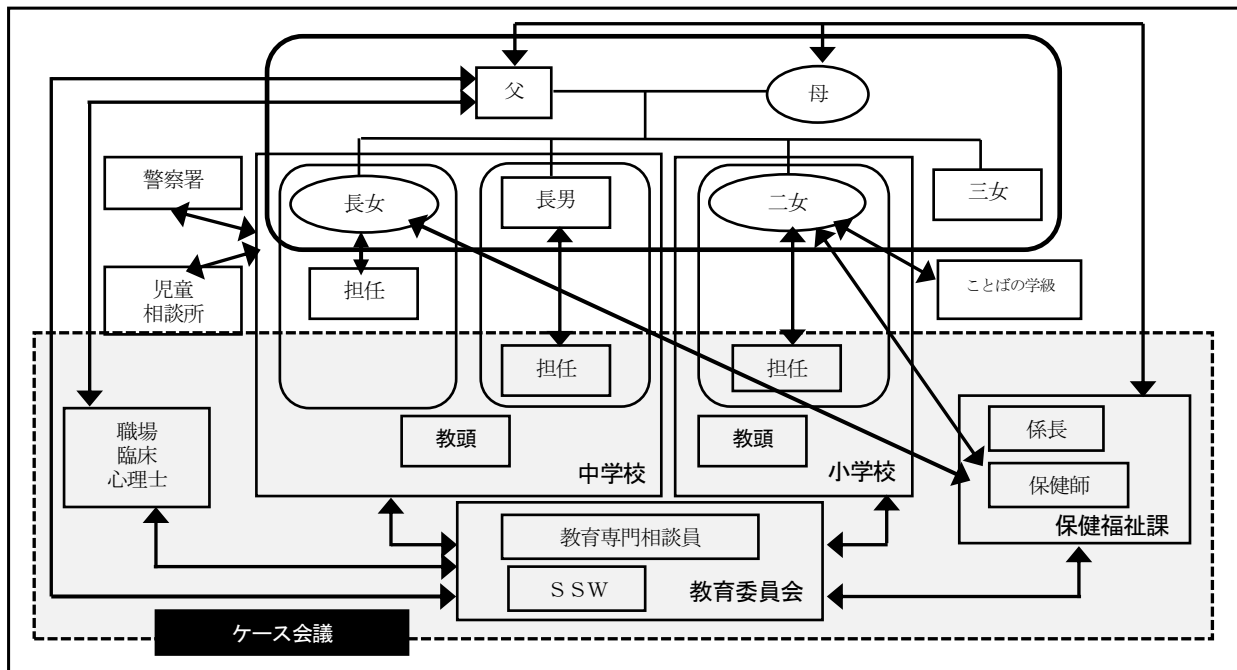 父
母
警察署
長女
長男
二女
三女
児童
相談所
担任
ことばの学級
担任
担任
職場
臨床
心理士
教頭
教頭
係長
中学校
小学校
保健師
保健福祉課
教育専門相談員
ＳＳＷ
教育委員会
ケース会議